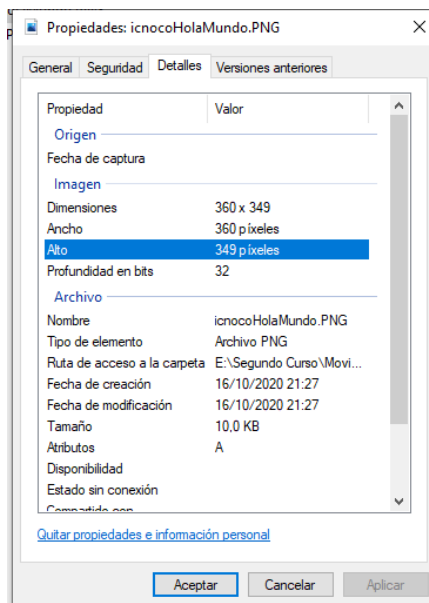 Propiedades: icnocoHolaMundo.PNG
General Seguridad Detalles Versiones anteriores
Propiedad Valor
Origen
Fecha de captura
Imagen
Dimensiones 360 x 349
Ancho 360 píxeles
Alto 349 píxeles
Profundidad en bits 32
Archivo
Nombre icnocoHolaMundo.PNG
Tipo de elemento Archivo PNG
Ruta de acceso a la carpeta E:\Segundo Curso\Movi...
Fecha de creación 16/10/2020 21:27
Fecha de modificación 16/10/2020 21:27
Tamaño 10,0 KB
Atributos A
Disponibilidad
Estado sin conexión
Compartido con
Quitar propiedades e información personal
Aceptar Cancelar Aplicar